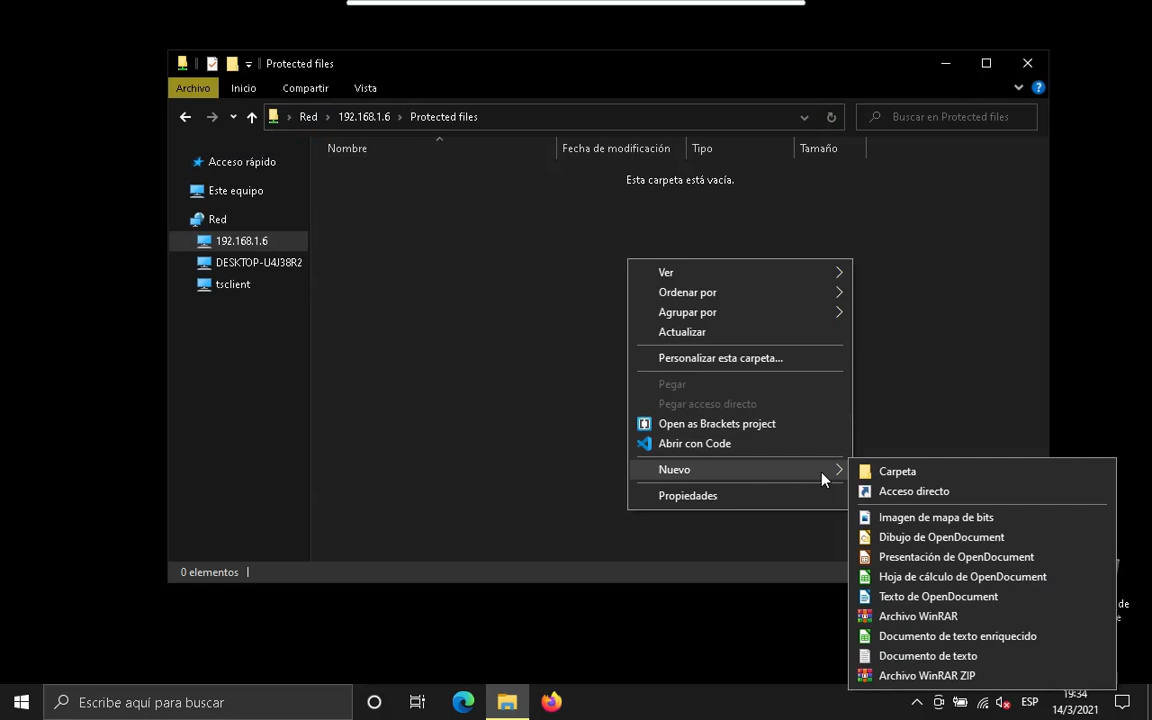 Protected files
Archivo
Inicio
Compartir
Vista
Red
192.168.1.6
Protected files
Buscar en Protected files
Nombre
Fecha de modificación
Tipo
Tamaño
Acceso rápido
Este equipo
Red
192.168.1.6
DESKTOP-U4J38R2
tsclient
Esta carpeta está vacía.
Ver
Ordenar por
Agrupar por
Actualizar
Personalizar esta carpeta...
Pegar
Pegar acceso directo
Open as Brackets project
Abrir con Code
Nuevo
Propiedades
Carpeta
Acceso directo
Imagen de mapa de bits
Dibujo de OpenDocument
Presentación de OpenDocument
Hoja de cálculo de OpenDocument
Texto de OpenDocument
Archivo WinRAR
Documento de texto enriquecido
Documento de texto
Archivo WinRAR ZIP
0 elementos
de
Escribe aquí para buscar
ESP
19:34
14/3/2021